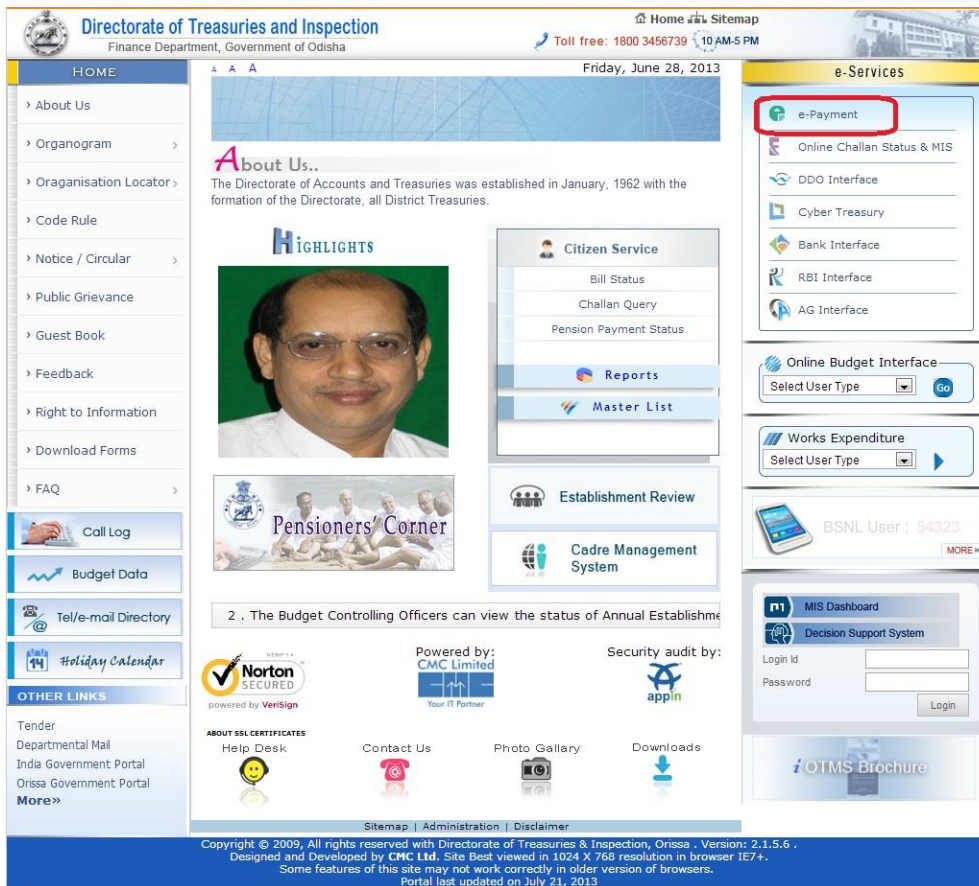 Directorate of Treasuries and Inspection
Finance Department, Government of Odisha
Home Sitemap
Toll free: 1800 3456739 10 AM-5 PM
HOME
› About Us
› Organogram
› Oraganisation Locator
› Code Rule
› Notice / Circular
› Public Grievance
› Guest Book
› Feedback
› Right to Information
› Download Forms
› FAQ
Call Log
Budget Data
Tel/e-mail Directory
14 Holiday Calendar
OTHER LINKS
Tender
Departmental Mail
India Government Portal
Orissa Government Portal
More»
A A A
Friday, June 28, 2013
About Us..
The Directorate of Accounts and Treasuries was established in January, 1962 with the
formation of the Directorate, all District Treasuries.
HIGHLIGHTS
Citizen Service
Bill Status
Challan Query
Pension Payment Status
Reports
Master List
Pensioners' Corner
Establishment Review
Cadre Management
System
2 . The Budget Controlling Officers can view the status of Annual Establishme
Norton
SECURED
powered by VeriSign
ABOUT SSL CERTIFICATES
Powered by:
CMC Limited
Your IT Partner
Security audit by:
appin
Help Desk
Contact Us
Photo Gallary
Downloads
e-Services
e-Payment
Online Challan Status & MIS
DDO Interface
Cyber Treasury
Bank Interface
RBI Interface
AG Interface
Online Budget Interface
Select User Type Go
Works Expenditure
Select User Type
BSNL User : 54323
MORE »
MIS Dashboard
Decision Support System
Login Id
Password
Login
i OTMS Brochure
Sitemap | Administration | Disclaimer
Copyright © 2009, All rights reserved with Directorate of Treasuries & Inspection, Orissa . Version: 2.1.5.6 .
Designed and Developed by CMC Ltd. Site Best viewed in 1024 X 768 resolution in browser IE7+.
Some features of this site may not work correctly in older version of browsers.
Portal last updated on July 21, 2013